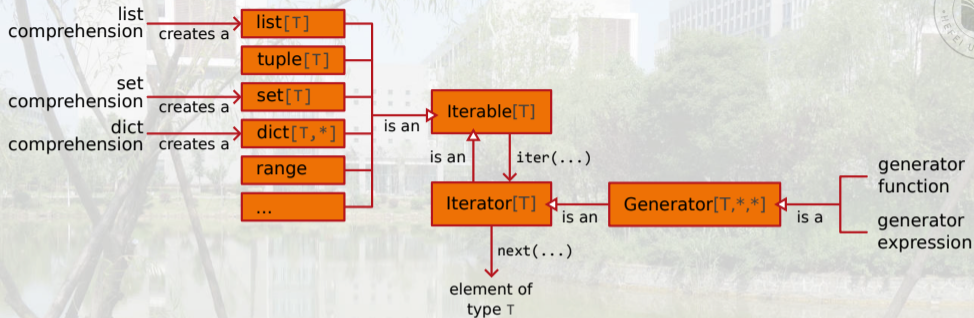 list
comprehension
creates a
list[T]
tuple[T]
set
comprehension
creates a
set[T]
dict
comprehension
creates a
dict[T,*]
range
...
is an
Iterable[T]
is an
iter(...)
Iterator[T]
is an
Generator[T,*,*]
is a
generator
function
generator
expression
next(...)
element of
type T